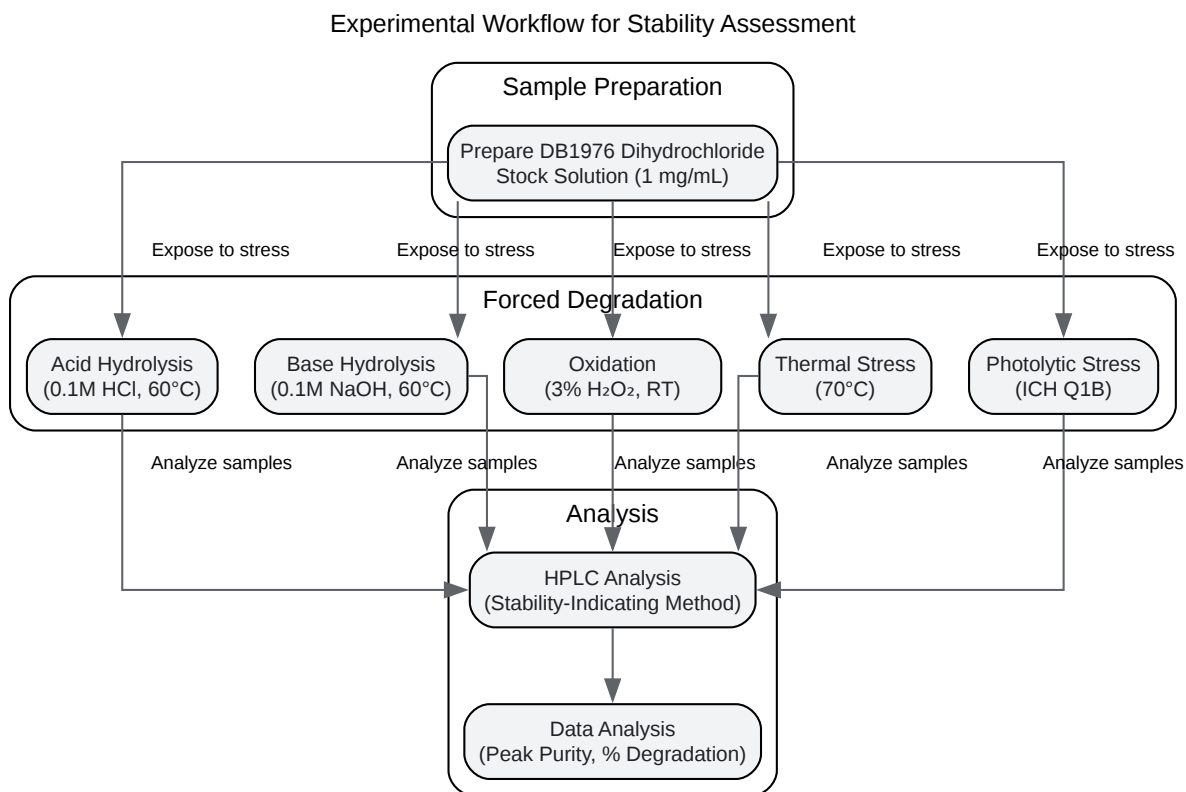 Experimental Workflow for Stability Assessment
Sample Preparation
Prepare DB1976 Dihydrochloride
Stock Solution (1 mg/mL)
Expose to stress
Expose to stress
Expose to stress
Expose to stress
Expose to stress
Forced Degradation
Acid Hydrolysis
(0.1M HCl, 60°C)
Base Hydrolysis
(0.1M NaOH, 60°C)
Oxidation
(3% H₂O₂, RT)
Thermal Stress
(70°C)
Photolytic Stress
(ICH Q1B)
Analyze samples
Analyze samples
Analyze samples
Analyze samples
Analyze samples
Analysis
HPLC Analysis
(Stability-Indicating Method)
Data Analysis
(Peak Purity, % Degradation)